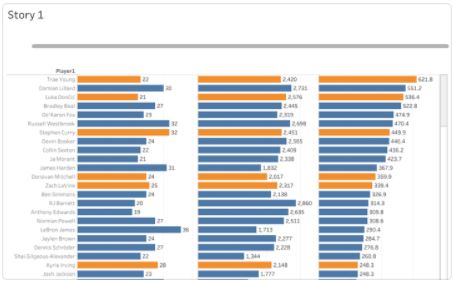 Story 1
Player1
Trae Young 22 2,420 621.8
Damian Lillard 30 2,731 551.2
Luka Dončić 21 2,576 536.4
Bradley Beal 27 2,445 522.8
De'Aaron Fox 23 2,319 474.9
Russell Westbrook 32 2,698 470.4
Stephen Curry 32 2,451 449.9
Devin Booker 24 2,585 446.4
Collin Sexton 22 2,409 435.2
Ja Morant 21 2,338 423.7
James Harden 31 1,832 367.9
Donovan Mitchell 24 2,017 359.9
Zach LaVine 25 2,317 339.4
Ben Simmons 24 2,138 326.9
RJ Barrett 20 2,860 314.3
Anthony Edwards 19 2,635 309.8
Norman Powell 27 2,511 308.6
LeBron James 36 1,713 290.4
Jaylen Brown 24 2,277 284.7
Dennis Schröder 27 2,228 276.8
Shai Gilgeous-Alexander 22 1,344 260.8
Kyrie Irving 28 2,148 248.3
Josh Jackson 23 1,777 248.3